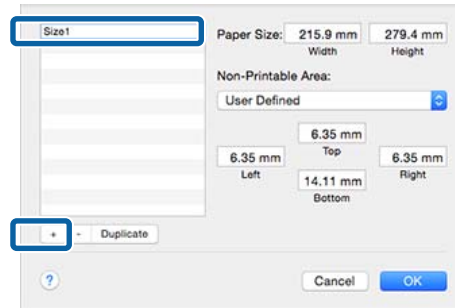 Size1
Paper Size: 215.9 mm 279.4 mm
Width Height
Non-Printable Area:
User Defined
6.35 mm
Top
6.35 mm 6.35 mm
Left Right
14.11 mm
Bottom
+ - Duplicate
? Cancel OK